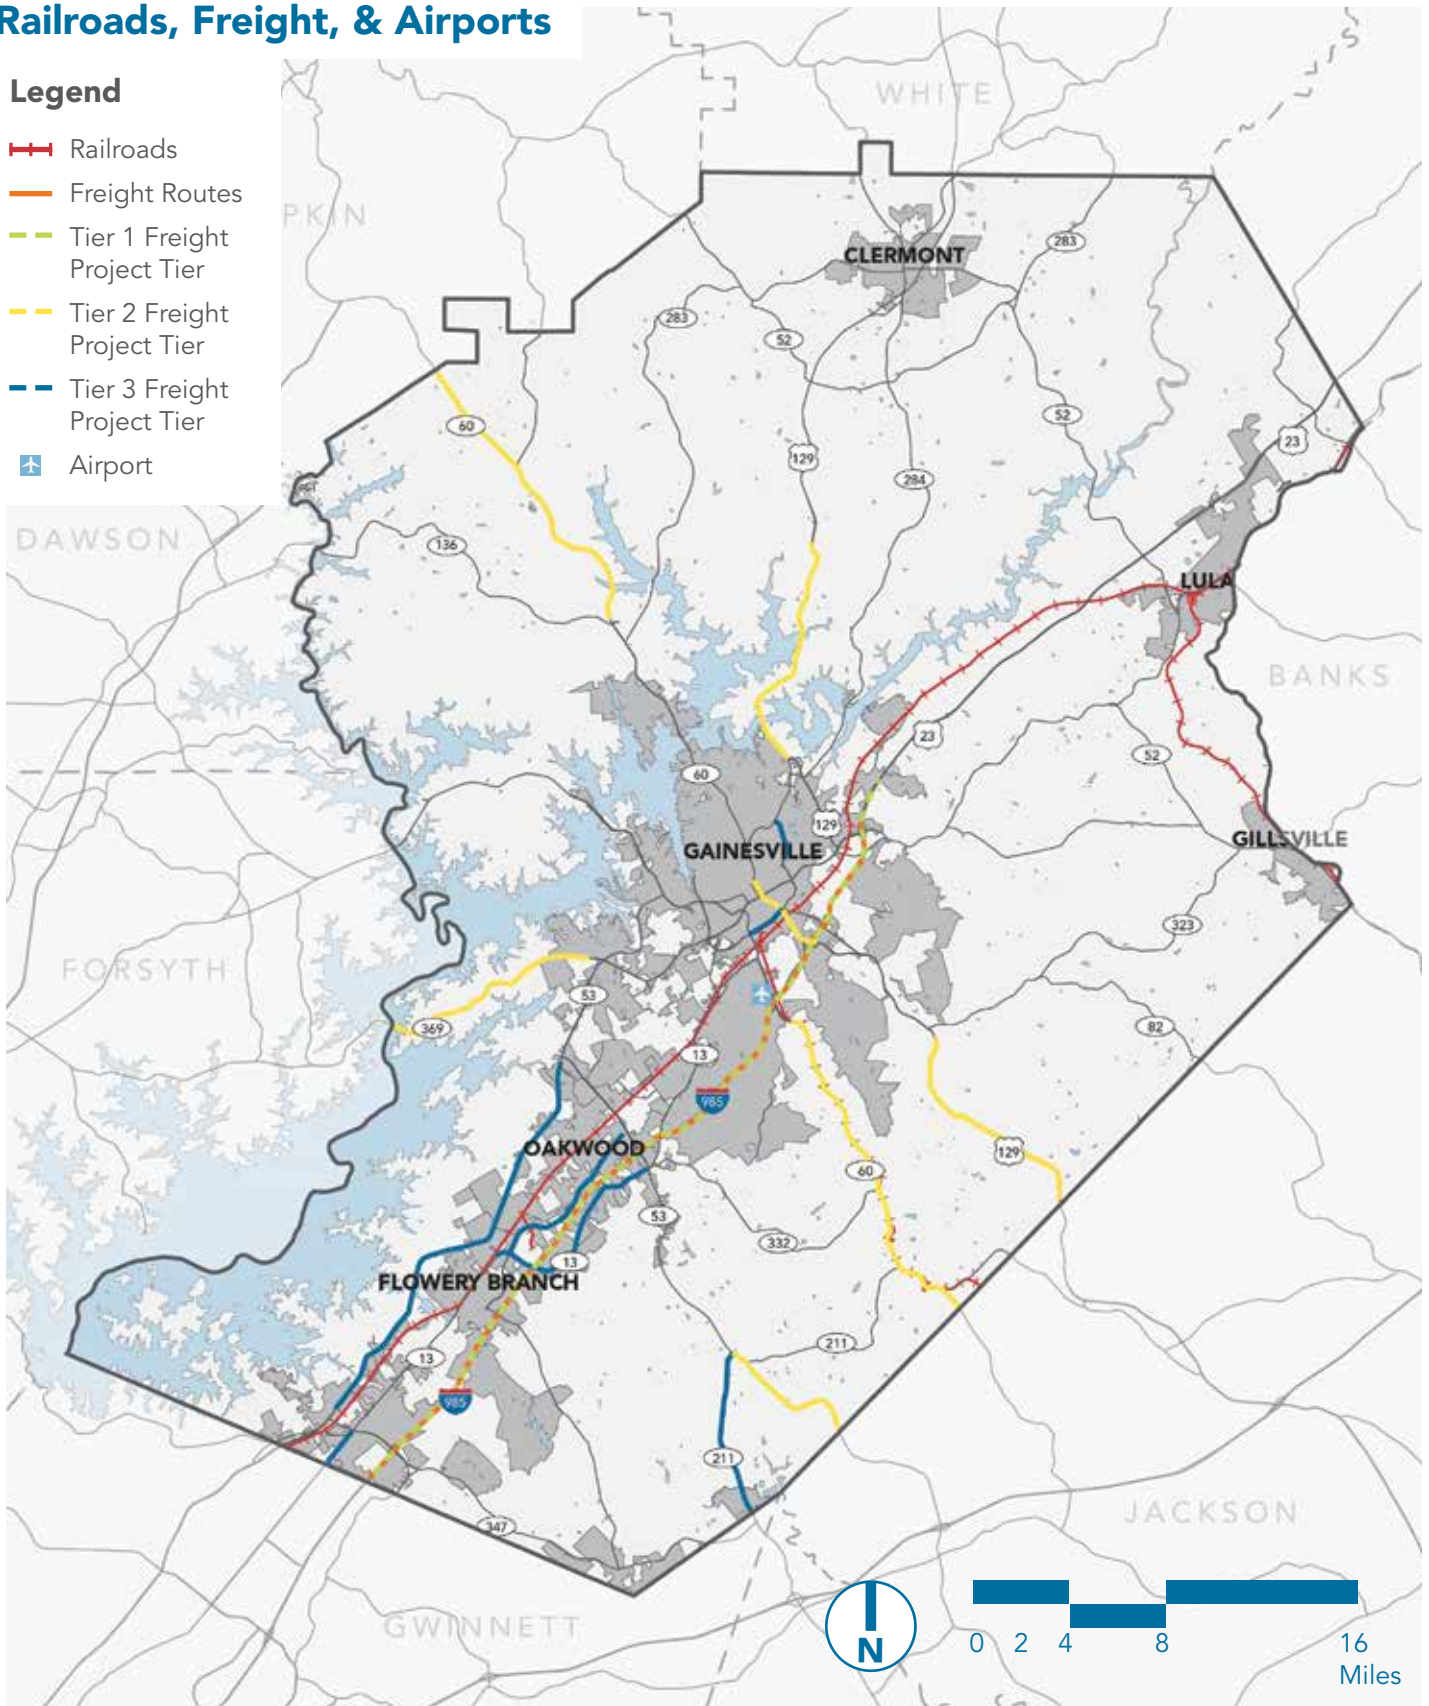 Railroads, Freight, & Airports
Legend
Railroads
Freight Routes
Tier 1 Freight
Project Tier
Tier 2 Freight
Project Tier
Tier 3 Freight
Project Tier
Airport
WHITE
PKIN
CLERMONT
283
283
52
60
52
23
129
284
DAWSON
136
LULA
BANKS
23
52
60
129
GAINESVILLE
GILLSVILLE
323
FORSYTH
53
369
82
13
985
OAKWOOD
129
60
53
332
13
FLOWERY BRANCH
211
13
985
211
JACKSON
347
GWINNETT
N
0 2 4 8 16
Miles